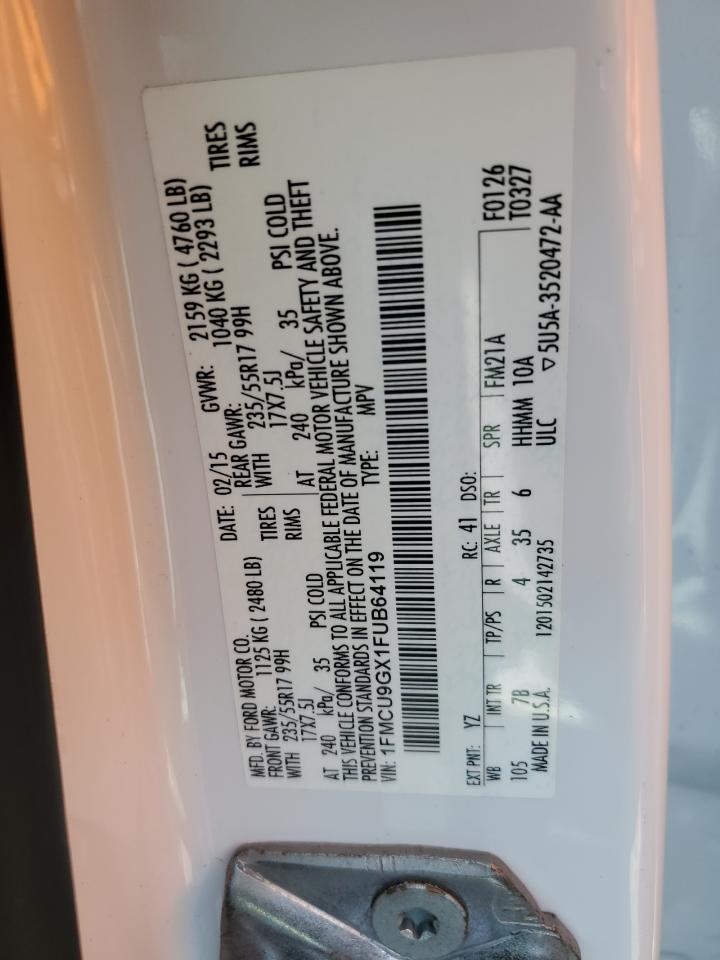 MFD. BY FORD MOTOR CO.
DATE: 02/15 GVWR: 2159 KG ( 4760 LB)
FRONT GAWR: 1125 KG ( 2480 LB) REAR GAWR: 1040 KG ( 2293 LB)
WITH 235/55R17 99H TIRES WITH 235/55R17 99H TIRES
17X7.5J RIMS 17X7.5J RIMS
AT 240 kPa/ 35 PSI COLD AT 240 kPa/ 35 PSI COLD
THIS VEHICLE CONFORMS TO ALL APPLICABLE FEDERAL MOTOR VEHICLE SAFETY AND THEFT
PREVENTION STANDARDS IN EFFECT ON THE DATE OF MANUFACTURE SHOWN ABOVE.
VIN: 1FMCU9GX1FUB64119 TYPE: MPV
EXT PNT: YZ RC: 41 DSO: F0126
WB INT TR TP/PS R AXLE TR SPR FM21A T0327
105 7B 4 35 6 HHMM 10A
MADE IN U.S.A. 1201502142735 ULC ▽ 5U5A-3520472-AA